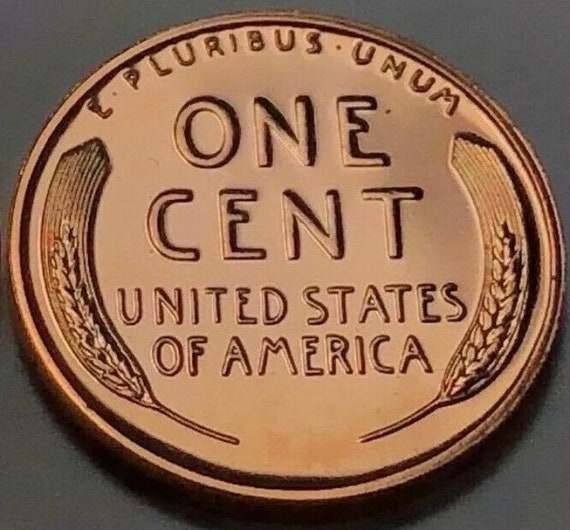 E · PLURIBUS · UNUM
ONE
CENT
UNITED STATES
OF AMERICA